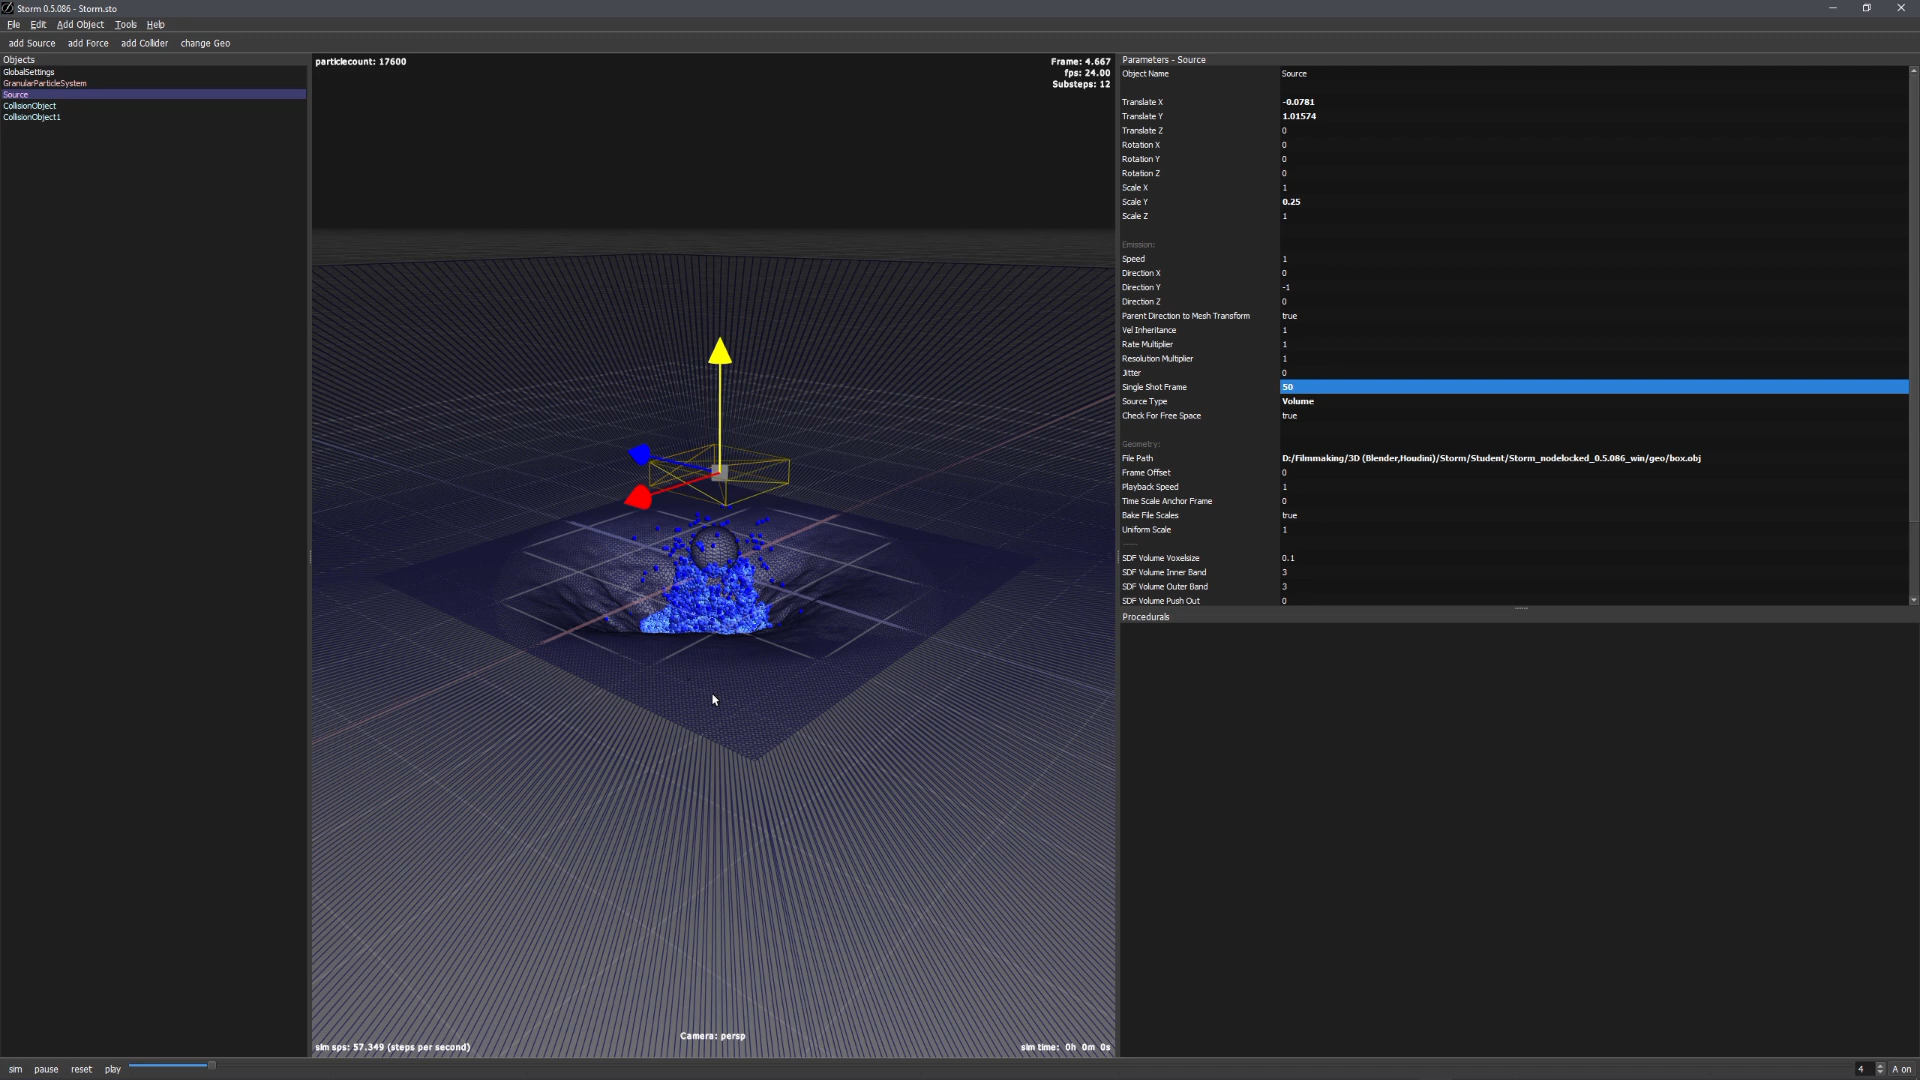 Storm 0.5.086 - Storm.sto
File Edit Add Object Tools Help
add Source add Force add Collider change Geo
Objects
GlobalSettings
GranularParticleSystem
Source
CollisionObject
CollisionObject1
particlecount: 17600
Frame: 4.667
fps: 24.00
Substeps: 12
Camera: persp
sim sps: 57.349 (steps per second)
sim time: 0h 0m 0s
Parameters - Source
Object Name Source
Translate X -0.0781
Translate Y 1.01574
Translate Z 0
Rotation X 0
Rotation Y 0
Rotation Z 0
Scale X 1
Scale Y 0.25
Scale Z 1
Emission:
Speed 1
Direction X 0
Direction Y -1
Direction Z 0
Parent Direction to Mesh Transform true
Vel Inheritance 1
Rate Multiplier 1
Resolution Multiplier 1
Jitter 0
Single Shot Frame 50
Source Type Volume
Check For Free Space true
Geometry:
File Path D:/Filmmaking/3D (Blender,Houdini)/Storm/Student/Storm_nodelocked_0.5.086_win/geo/box.obj
Frame Offset 0
Playback Speed 1
Time Scale Anchor Frame 0
Bake File Scales true
Uniform Scale 1
SDF Volume Voxelsize 0.1
SDF Volume Inner Band 3
SDF Volume Outer Band 3
SDF Volume Push Out 0
Procedurals
sim pause reset play
4 A on